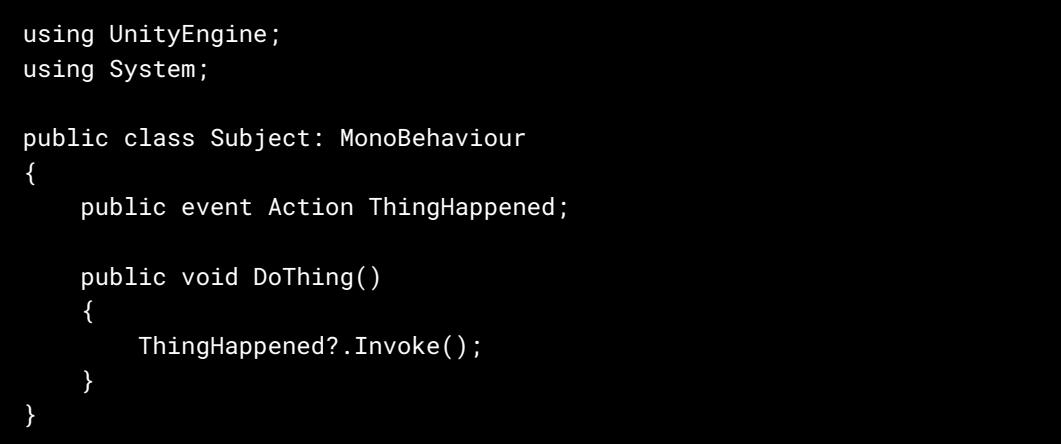 using UnityEngine;
using System;

public class Subject: MonoBehaviour
{
    public event Action ThingHappened;

    public void DoThing()
    {
        ThingHappened?.Invoke();
    }
}